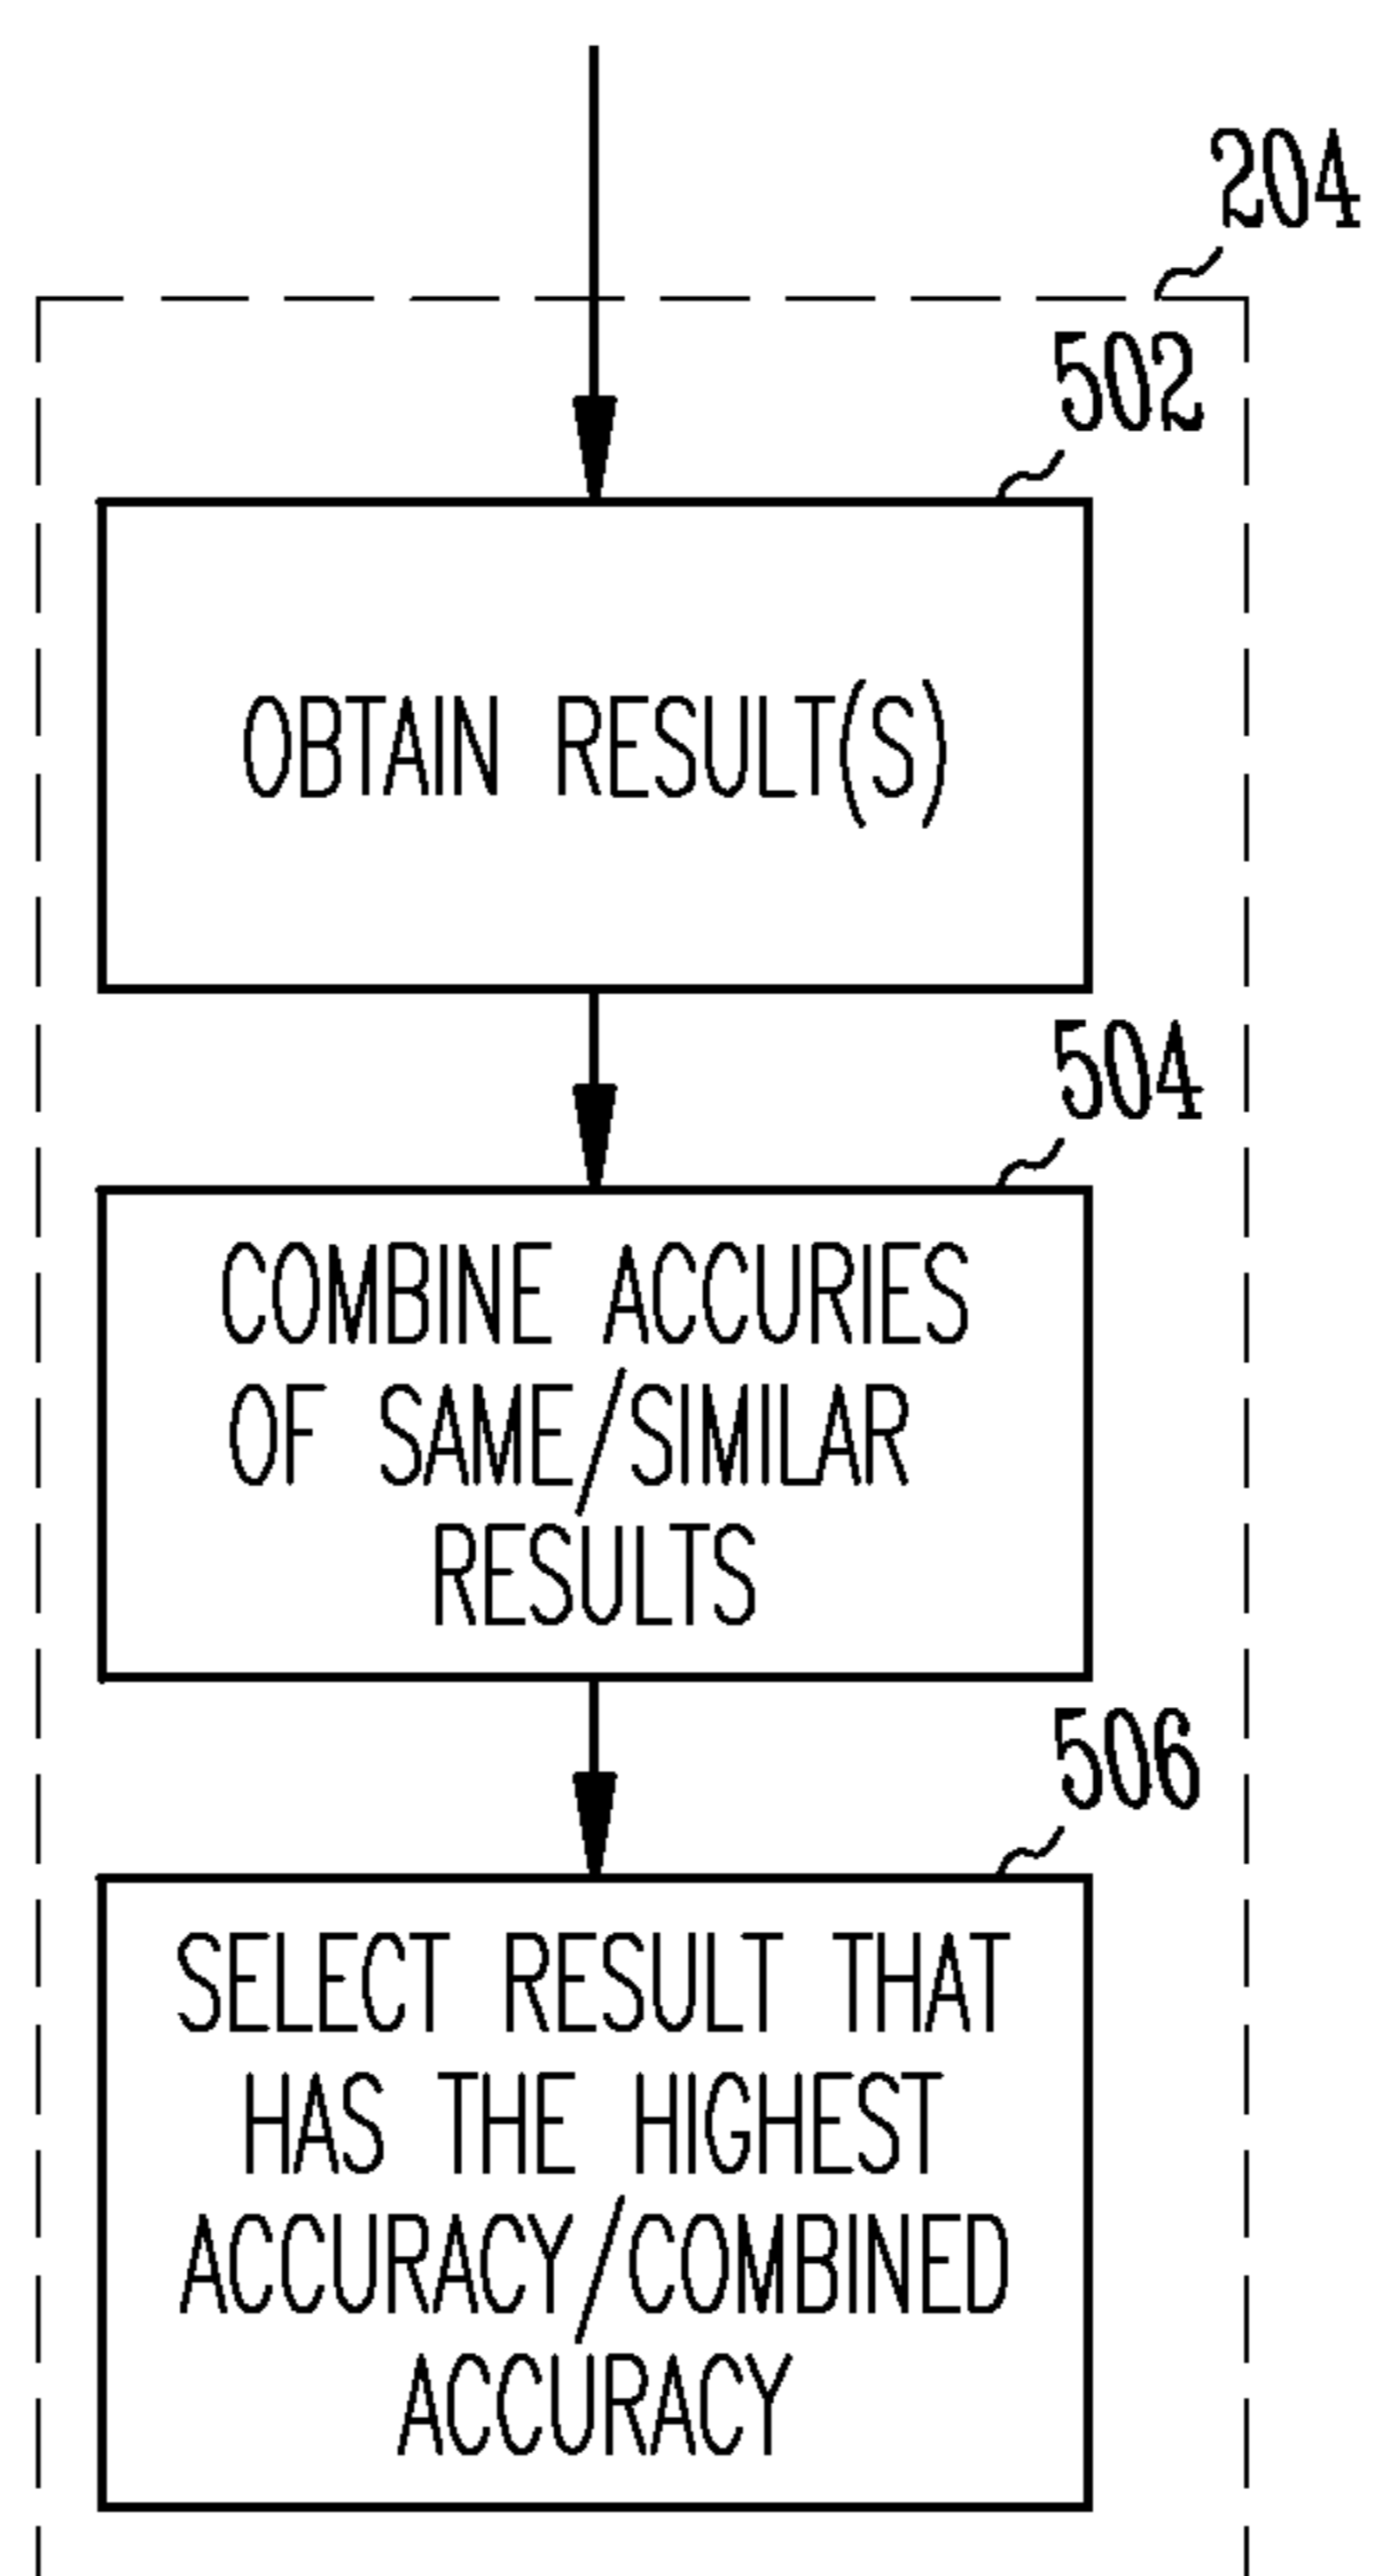 204
502
OBTAIN RESULT(S)
504
COMBINE ACCURIES
OF SAME/SIMILAR
RESULTS
506
SELECT RESULT THAT
HAS THE HIGHEST
ACCURACY/COMBINED
ACCURACY